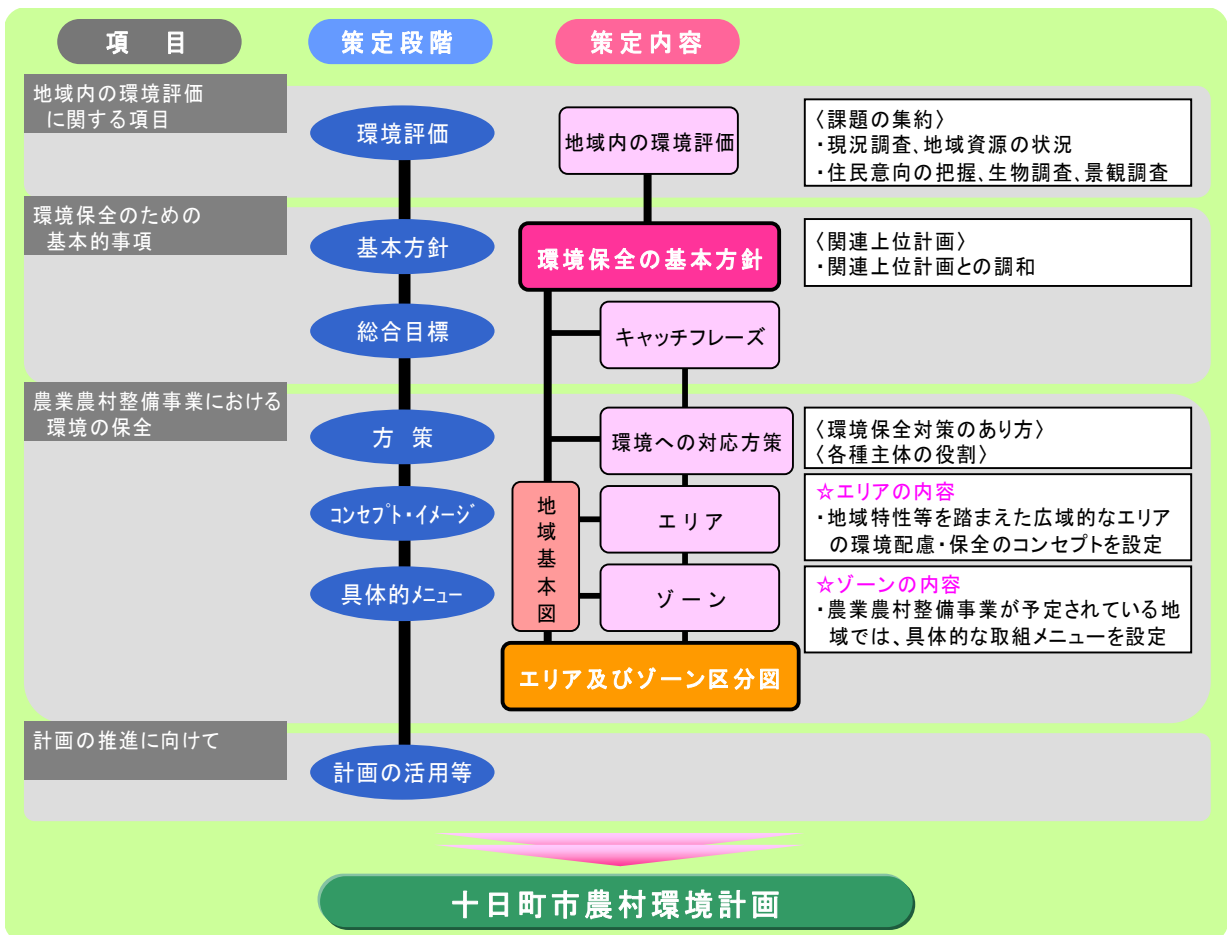 項　目
策定段階
策定内容
地域内の環境評価
に関する項目
環境評価
地域内の環境評価
〈課題の集約〉
・現況調査、地域資源の状況
・住民意向の把握、生物調査、景観調査
環境保全のための
基本的事項
基本方針
環境保全の基本方針
〈関連上位計画〉
・関連上位計画との調和
総合目標
キャッチフレーズ
農業農村整備事業における
環境の保全
方　策
環境への対応方策
〈環境保全対策のあり方〉
〈各種主体の役割〉
コンセプト・イメージ
地域基本図
エリア
☆エリアの内容
・地域特性等を踏まえた広域的なエリア
の環境配慮・保全のコンセプトを設定
具体的メニュー
ゾーン
☆ゾーンの内容
・農業農村整備事業が予定されている地
域では、具体的な取組メニューを設定
エリア及びゾーン区分図
計画の推進に向けて
計画の活用等
十日町市農村環境計画